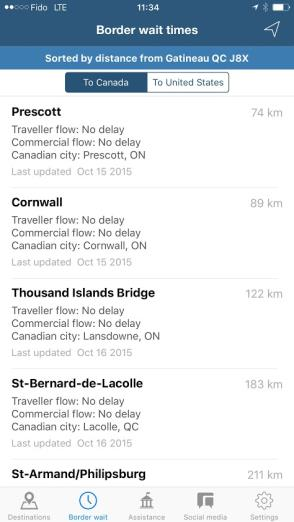 Fido LTE 11:34
Border wait times
Sorted by distance from Gatineau QC J8X
To Canada To United States
Prescott 74 km
Traveller flow: No delay
Commercial flow: No delay
Canadian city: Prescott, ON
Last updated Oct 15 2015
Cornwall 89 km
Traveller flow: No delay
Commercial flow: No delay
Canadian city: Cornwall, ON
Last updated Oct 15 2015
Thousand Islands Bridge 122 km
Traveller flow: No delay
Commercial flow: No delay
Canadian city: Lansdowne, ON
Last updated Oct 16 2015
St-Bernard-de-Lacolle 183 km
Traveller flow: No delay
Commercial flow: No delay
Canadian city: Lacolle, QC
Last updated Oct 16 2015
St-Armand/Philipsburg 211 km
Destinations Border wait Assistance Social media Settings